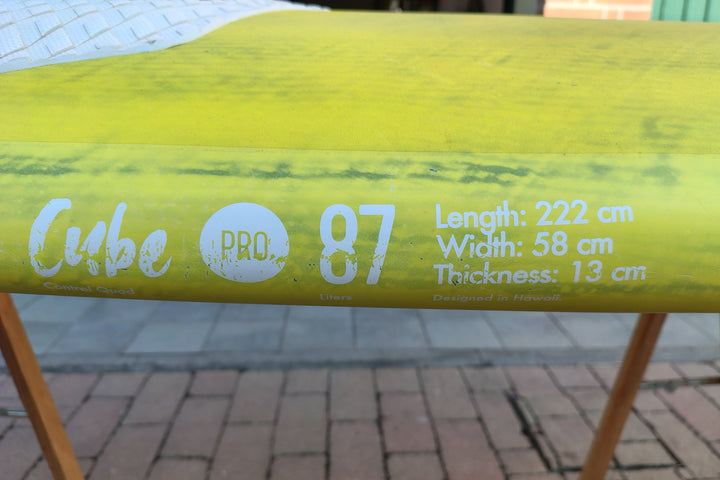 Cube
Control Quad
PRO
87
Liters
Length: 222 cm
Width: 58 cm
Thickness: 13 cm
Designed in Hawaii.